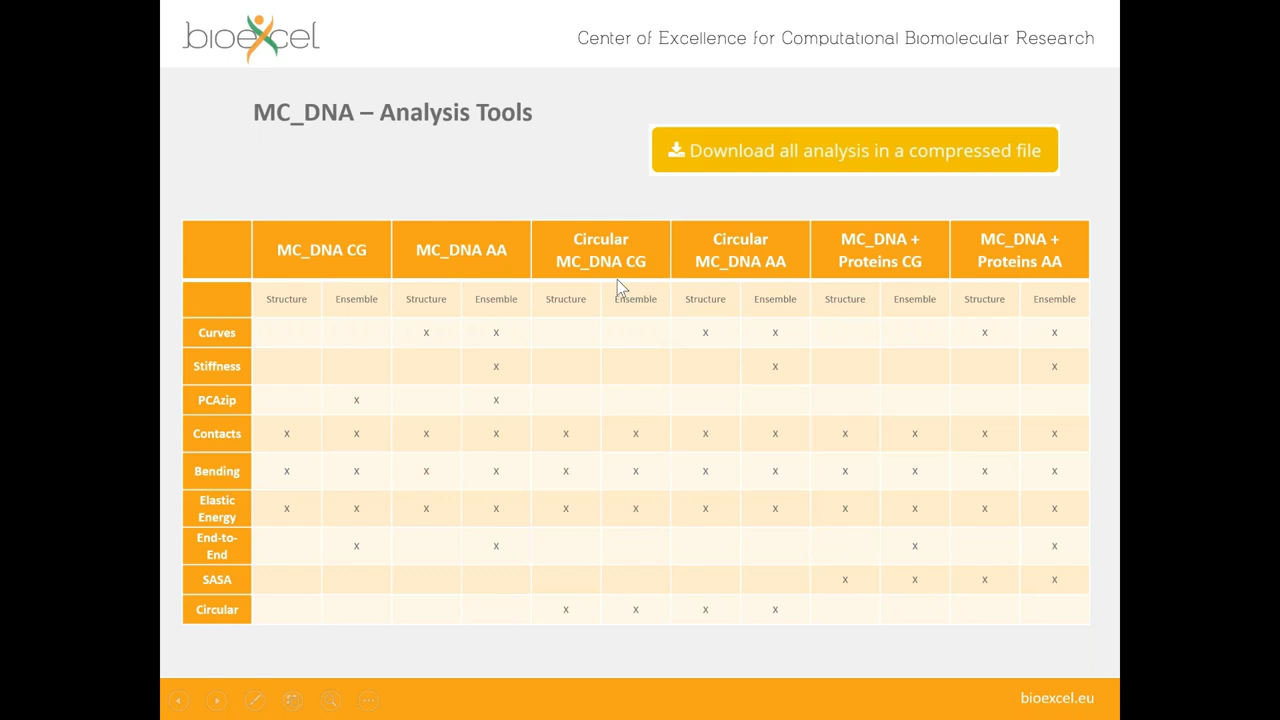 bioexcel
Center of Excellence for Computational Biomolecular Research
MC_DNA – Analysis Tools
Download all analysis in a compressed file
MC_DNA CG MC_DNA AA Circular MC_DNA CG Circular MC_DNA AA MC_DNA + Proteins CG MC_DNA + Proteins AA
Structure Ensemble Structure Ensemble Structure Ensemble Structure Ensemble Structure Ensemble Structure Ensemble
Curves x x x x x x
Stiffness x x x
PCAzip x x
Contacts x x x x x x x x x x x x
Bending x x x x x x x x x x x x
Elastic Energy x x x x x x x x x x x x
End-to-End x x x x
SASA x x x x
Circular x x x x
bioexcel.eu